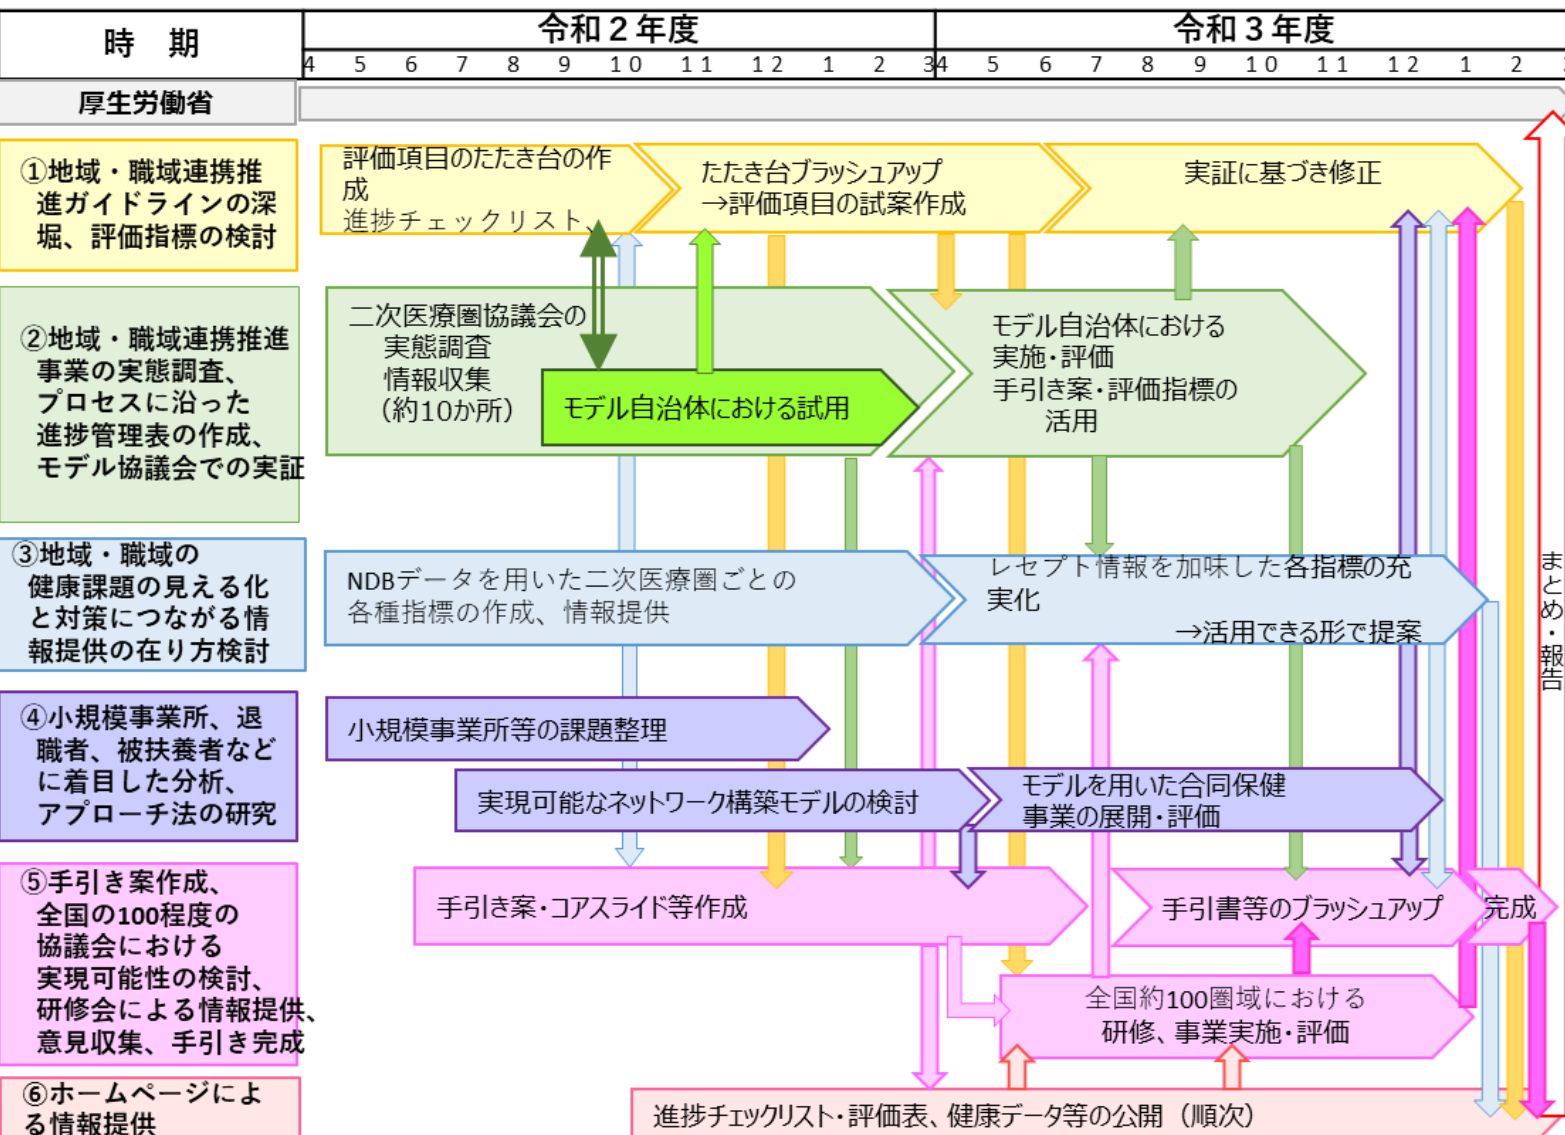 時　期
令和２年度
令和３年度
4 5 6 7 8 9 10 11 12 1 2 3
4 5 6 7 8 9 10 11 12 1 2
厚生労働省
①地域・職域連携推
進ガイドラインの深
堀、評価指標の検討
評価項目のたたき台の作
成
進捗チェックリスト、
たたき台ブラッシュアップ
→評価項目の試案作成
実証に基づき修正
②地域・職域連携推進
事業の実態調査、
プロセスに沿った
進捗管理表の作成、
モデル協議会での実証
二次医療圏協議会の
実態調査
情報収集
（約10か所）
モデル自治体における試用
モデル自治体における
実施・評価
手引き案・評価指標の
活用
③地域・職域の
健康課題の見える化
と対策につながる情
報提供の在り方検討
NDBデータを用いた二次医療圏ごとの
各種指標の作成、情報提供
レセプト情報を加味した各指標の充
実化
→活用できる形で提案
まとめ・報告
④小規模事業所、退
職者、被扶養者など
に着目した分析、
アプローチ法の研究
小規模事業所等の課題整理
実現可能なネットワーク構築モデルの検討
モデルを用いた合同保健
事業の展開・評価
⑤手引き案作成、
全国の100程度の
協議会における
実現可能性の検討、
研修会による情報提供、
意見収集、手引き完成
手引き案・コアスライド等作成
手引書等のブラッシュアップ
完成
全国約100圏域における
研修、事業実施・評価
⑥ホームページによ
る情報提供
進捗チェックリスト・評価表、健康データ等の公開（順次）